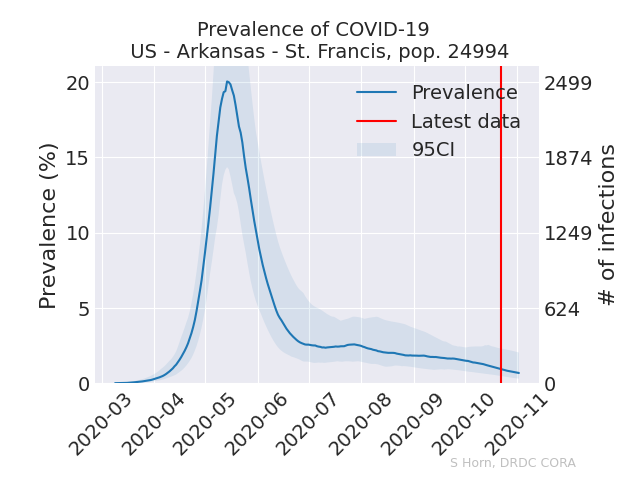 Prevalence of COVID-19
US - Arkansas - St. Francis, pop. 24994
Prevalence (%)
20
15
10
5
0
Prevalence
Latest data
95CI
2499
1874
1249
624
0
# of infections
2020-03
2020-04
2020-05
2020-06
2020-07
2020-08
2020-09
2020-10
2020-11
S Horn, DRDC CORA